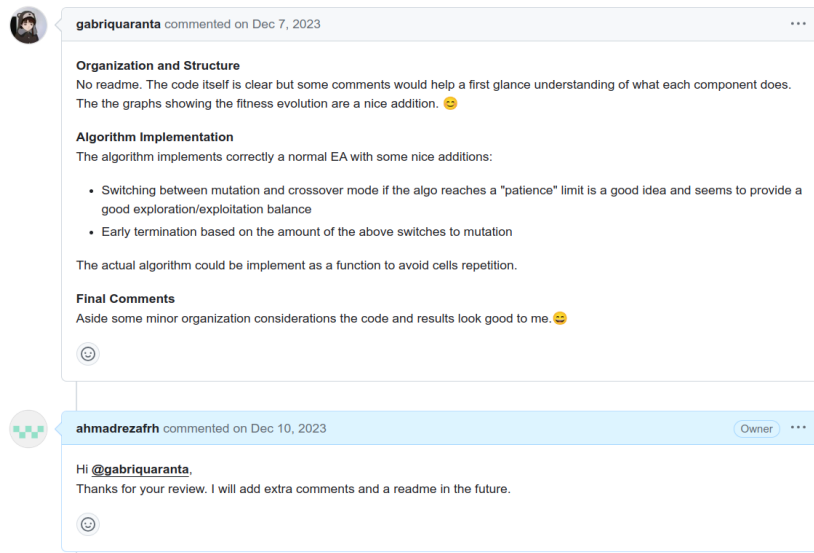 gabriquaranta commented on Dec 7, 2023
Organization and Structure
No readme. The code itself is clear but some comments would help a first glance understanding of what each component does.
The the graphs showing the fitness evolution are a nice addition. 😊
Algorithm Implementation
The algorithm implements correctly a normal EA with some nice additions:
• Switching between mutation and crossover mode if the algo reaches a "patience" limit is a good idea and seems to provide a
good exploration/exploitation balance
• Early termination based on the amount of the above switches to mutation
The actual algorithm could be implement as a function to avoid cells repetition.
Final Comments
Aside some minor organization considerations the code and results look good to me.😄
ahmadrezafrh commented on Dec 10, 2023 Owner
Hi @gabriquaranta,
Thanks for your review. I will add extra comments and a readme in the future.